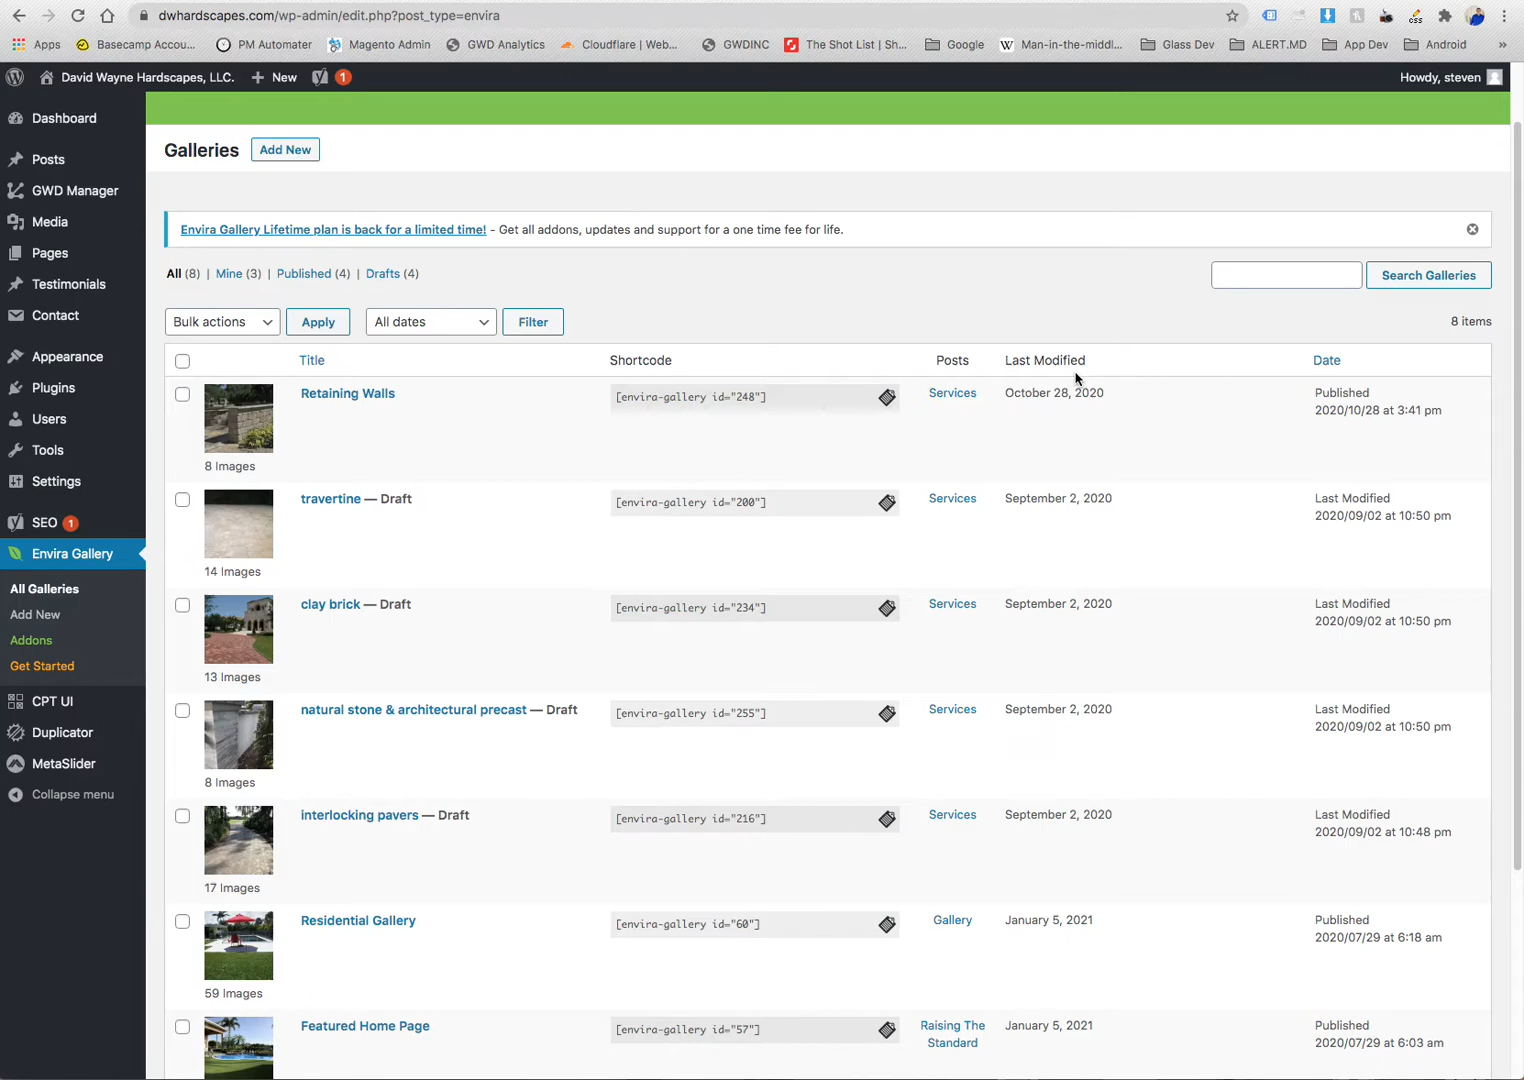 dwhardscapes.com/wp-admin/edit.php?post_type=envira
Apps
Basecamp Accou...
PM Automater
Magento Admin
GWD Analytics
Cloudflare | Web...
GWDINC
The Shot List | Sh...
Google
Man-in-the-middl...
Glass Dev
ALERT.MD
App Dev
Android
»
David Wayne Hardscapes, LLC.
New
1
Howdy, steven
Dashboard
Posts
GWD Manager
Media
Pages
Testimonials
Contact
Appearance
Plugins
Users
Tools
Settings
SEO 1
Envira Gallery
All Galleries
Add New
Addons
Get Started
CPT UI
Duplicator
MetaSlider
Collapse menu
Galleries
Add New
Envira Gallery Lifetime plan is back for a limited time! - Get all addons, updates and support for a one time fee for life.
All (8) | Mine (3) | Published (4) | Drafts (4)
Search Galleries
Bulk actions
Apply
All dates
Filter
8 items
Title
Shortcode
Posts
Last Modified
Date
Retaining Walls
[envira-gallery id="248"]
Services
October 28, 2020
Published
2020/10/28 at 3:41 pm
8 Images
travertine — Draft
[envira-gallery id="200"]
Services
September 2, 2020
Last Modified
2020/09/02 at 10:50 pm
14 Images
clay brick — Draft
[envira-gallery id="234"]
Services
September 2, 2020
Last Modified
2020/09/02 at 10:50 pm
13 Images
natural stone & architectural precast — Draft
[envira-gallery id="255"]
Services
September 2, 2020
Last Modified
2020/09/02 at 10:50 pm
8 Images
interlocking pavers — Draft
[envira-gallery id="216"]
Services
September 2, 2020
Last Modified
2020/09/02 at 10:48 pm
17 Images
Residential Gallery
[envira-gallery id="60"]
Gallery
January 5, 2021
Published
2020/07/29 at 6:18 am
59 Images
Featured Home Page
[envira-gallery id="57"]
Raising The
Standard
January 5, 2021
Published
2020/07/29 at 6:03 am